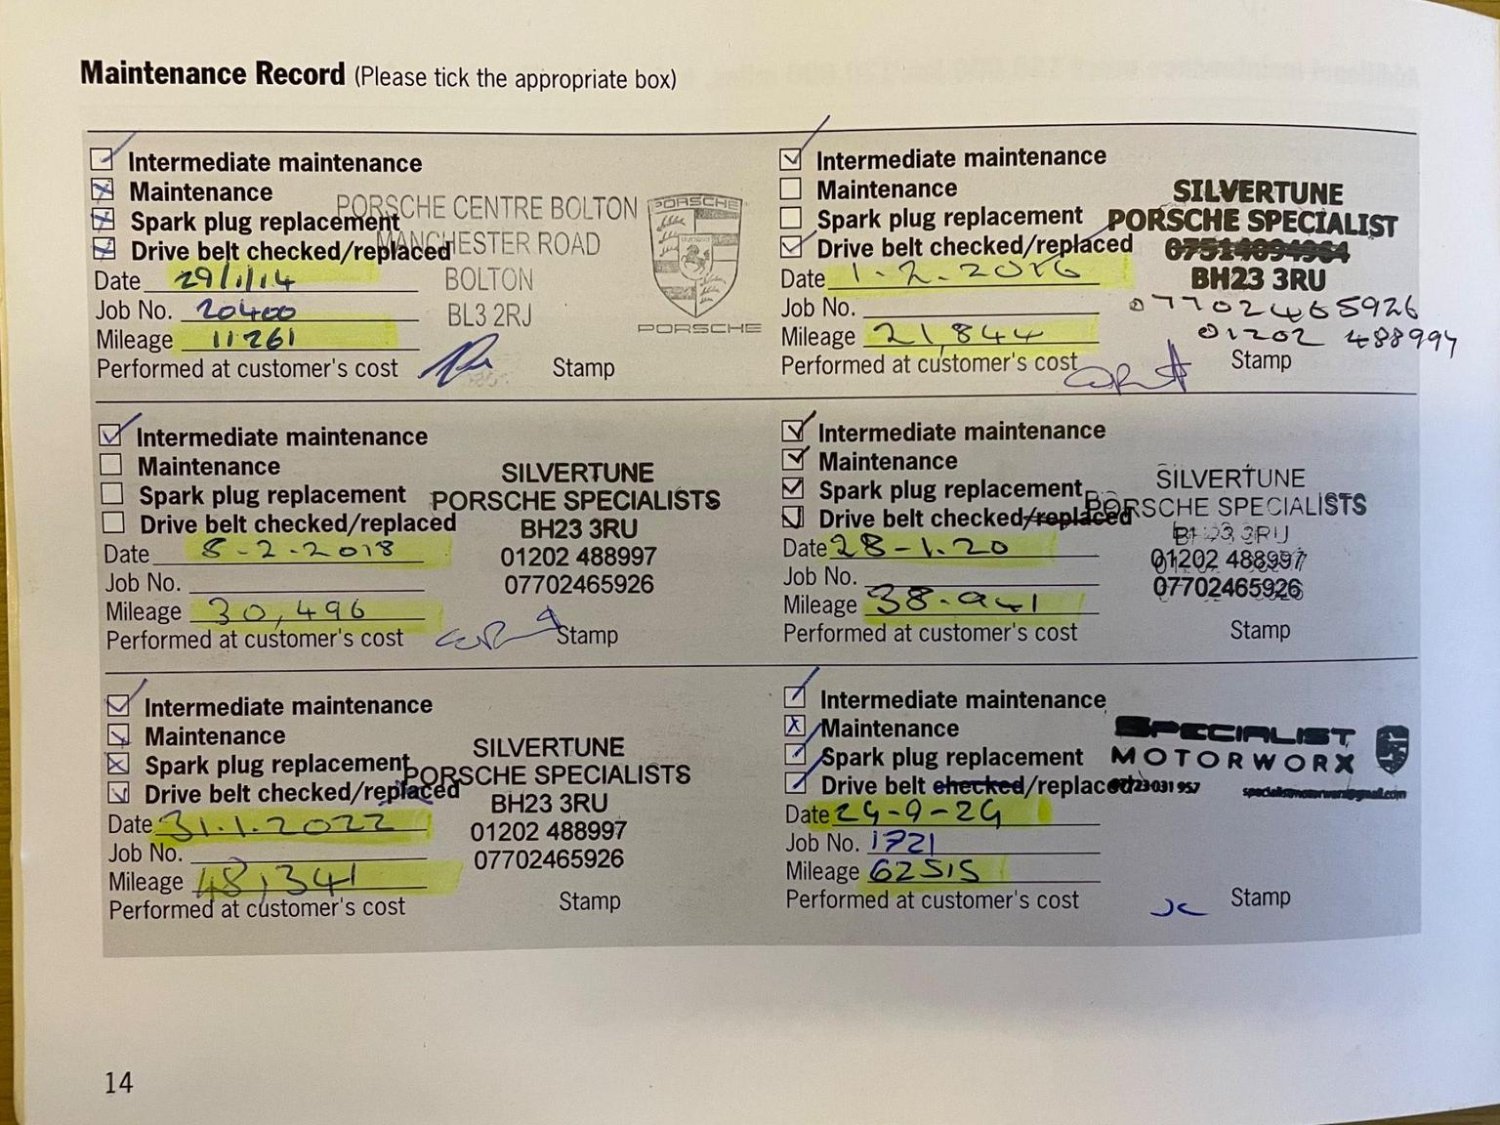 Maintenance Record (Please tick the appropriate box)
Intermediate maintenance
Maintenance
Spark plug replacement
Drive belt checked/replaced
Date 29/1/14
Job No. 20400
Mileage 11261
Performed at customer's cost
Stamp
PORSCHE CENTRE BOLTON
MANCHESTER ROAD
BOLTON
BL3 2RJ
PORSCHE
PORSCHE
Intermediate maintenance
Maintenance
Spark plug replacement
Drive belt checked/replaced
Date 1.2.2016
Job No.
Mileage 21,844
Performed at customer's cost
Stamp
SILVERTUNE
PORSCHE SPECIALIST
07514094964
BH23 3RU
07702465926
01202 488997
Intermediate maintenance
Maintenance
Spark plug replacement
Drive belt checked/replaced
Date 8-2-2018
Job No.
Mileage 30,496
Performed at customer's cost
Stamp
SILVERTUNE
PORSCHE SPECIALISTS
BH23 3RU
01202 488997
07702465926
Intermediate maintenance
Maintenance
Spark plug replacement
Drive belt checked/replaced
Date 28-1.20
Job No.
Mileage 38.941
Performed at customer's cost
Stamp
SILVERTUNE
PORSCHE SPECIALISTS
BH23 3RU
01202 488997
07702465926
Intermediate maintenance
Maintenance
Spark plug replacement
Drive belt checked/replaced
Date 31.1.2022
Job No.
Mileage 48,341
Performed at customer's cost
Stamp
SILVERTUNE
PORSCHE SPECIALISTS
BH23 3RU
01202 488997
07702465926
Intermediate maintenance
Maintenance
Spark plug replacement
Drive belt checked/replaced
Date 24-9-24
Job No. 1721
Mileage 62515
Performed at customer's cost
Stamp
SPECIALIST
MOTORWORX
14